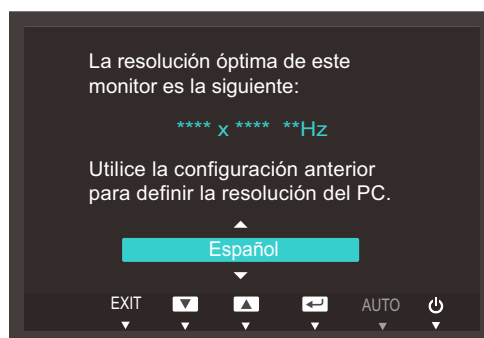 La resolución óptima de este
monitor es la siguiente:
**** x **** **Hz
Utilice la configuración anterior
para definir la resolución del PC.
Español
EXIT AUTO